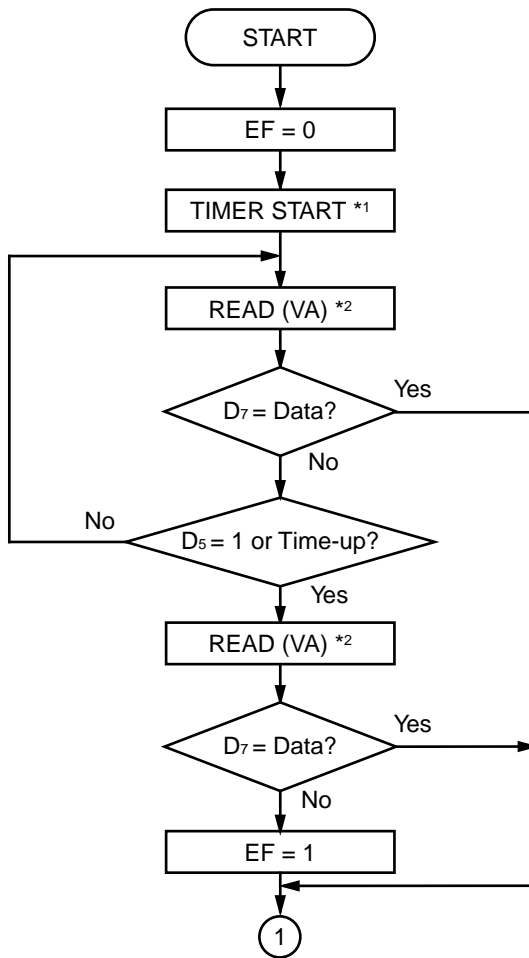 START
EF = 0
TIMER START *1
READ (VA) *2
D7 = Data?
Yes
No
No
D5 = 1 or Time-up?
Yes
READ (VA) *2
D7 = Data?
Yes
No
EF = 1
1